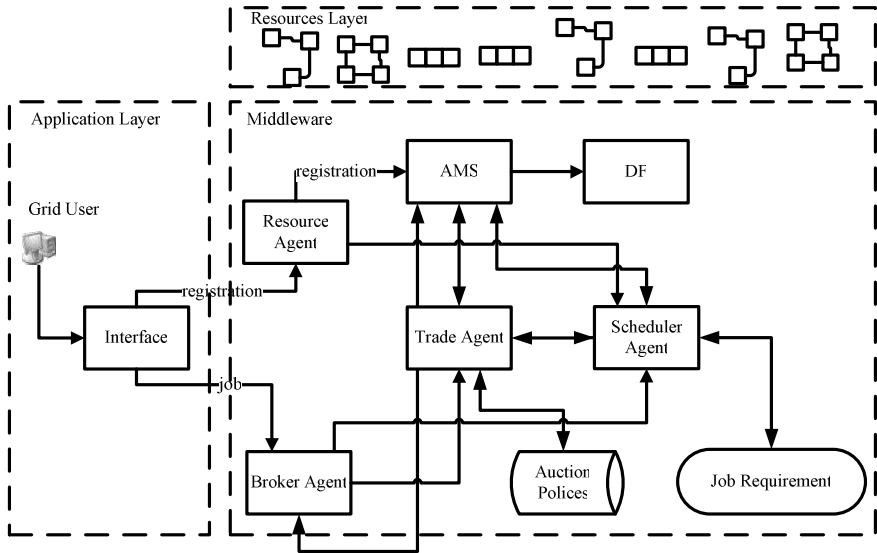 Resources Layer
Application Layer
Middleware
registration
AMS
DF
Grid User
Resource
Agent
registration
Interface
Trade Agent
Scheduler
Agent
job
Broker Agent
Auction
Polices
Job Requirement